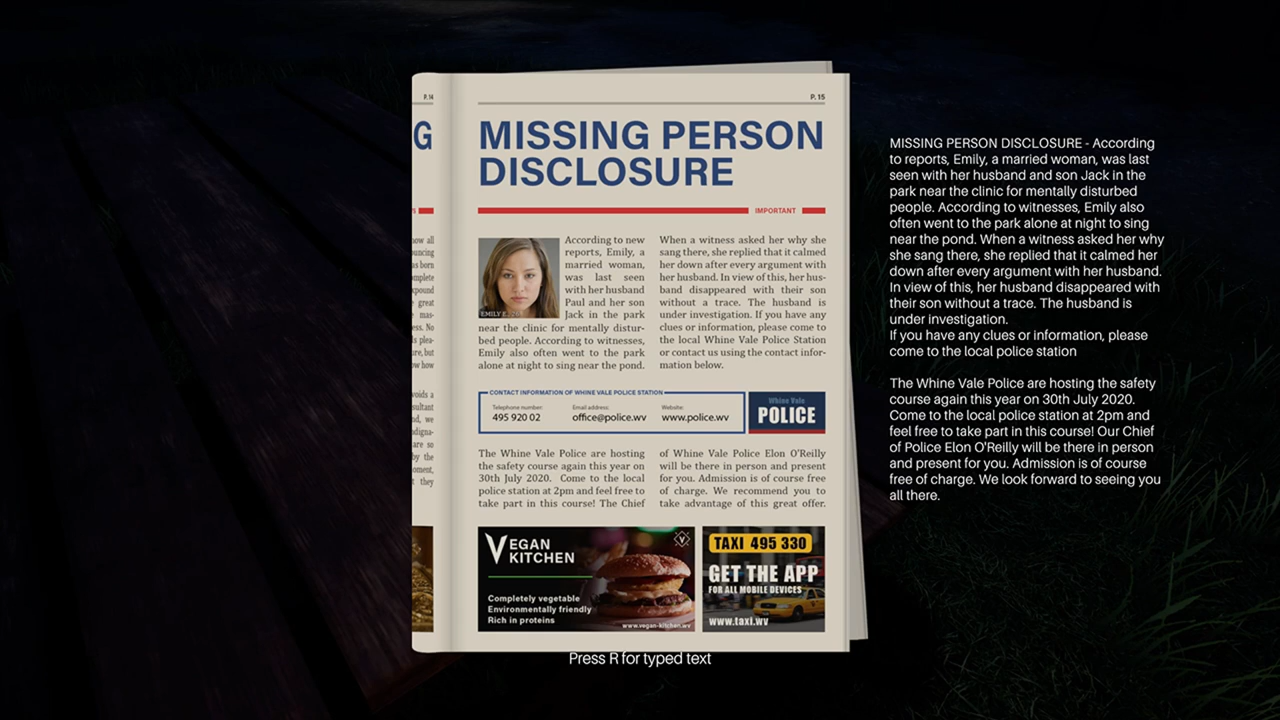 P. 14
P. 15
G
MISSING PERSON
DISCLOSURE
IMPORTANT
According to new
reports, Emily, a
married woman,
was last seen
with her husband
Paul and her son
Jack in the park
near the clinic for mentally distur-
bed people. According to witnesses,
Emily also often went to the park
alone at night to sing near the pond.
EMILY E., 26
When a witness asked her why she
sang there, she replied that it calmed
her down after every argument with
her husband. In view of this, her hus-
band disappeared with their son
without a trace. The husband is
under investigation. If you have any
clues or information, please come to
the local Whine Vale Police Station
or contact us using the contact infor-
mation below.
CONTACT INFORMATION OF WHINE VALE POLICE STATION
Telephone number:
495 920 02
Email address:
office@police.wv
Website:
www.police.wv
Whine Vale
POLICE
The Whine Vale Police are hosting
the safety course again this year on
30th July 2020. Come to the local
police station at 2pm and feel free to
take part in this course! The Chief
of Whine Vale Police Elon O'Reilly
will be there in person and present
for you. Admission is of course free
of charge. We recommend you to
take advantage of this great offer.
VEGAN
KITCHEN
Completely vegetable
Environmentally friendly
Rich in proteins
www.vegan-kitchen.wv
TAXI 495 330
GET THE APP
FOR ALL MOBILE DEVICES
www.taxi.wv
Press R for typed text
MISSING PERSON DISCLOSURE - According
to reports, Emily, a married woman, was last
seen with her husband and son Jack in the
park near the clinic for mentally disturbed
people. According to witnesses, Emily also
often went to the park alone at night to sing
near the pond. When a witness asked her why
she sang there, she replied that it calmed her
down after every argument with her husband.
In view of this, her husband disappeared with
their son without a trace. The husband is
under investigation.
If you have any clues or information, please
come to the local police station
The Whine Vale Police are hosting the safety
course again this year on 30th July 2020.
Come to the local police station at 2pm and
feel free to take part in this course! Our Chief
of Police Elon O'Reilly will be there in person
and present for you. Admission is of course
free of charge. We look forward to seeing you
all there.